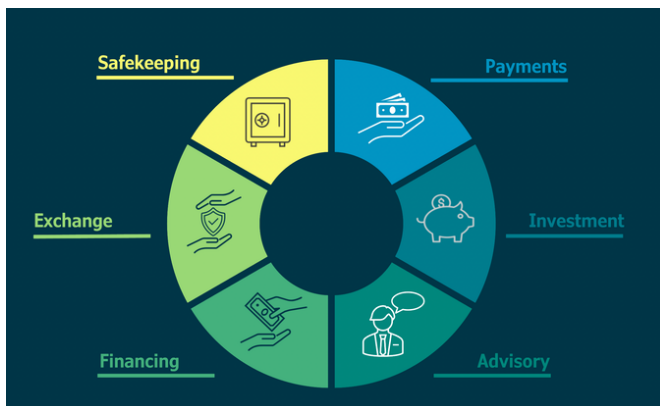 Safekeeping
Payments
Exchange
Investment
Financing
Advisory